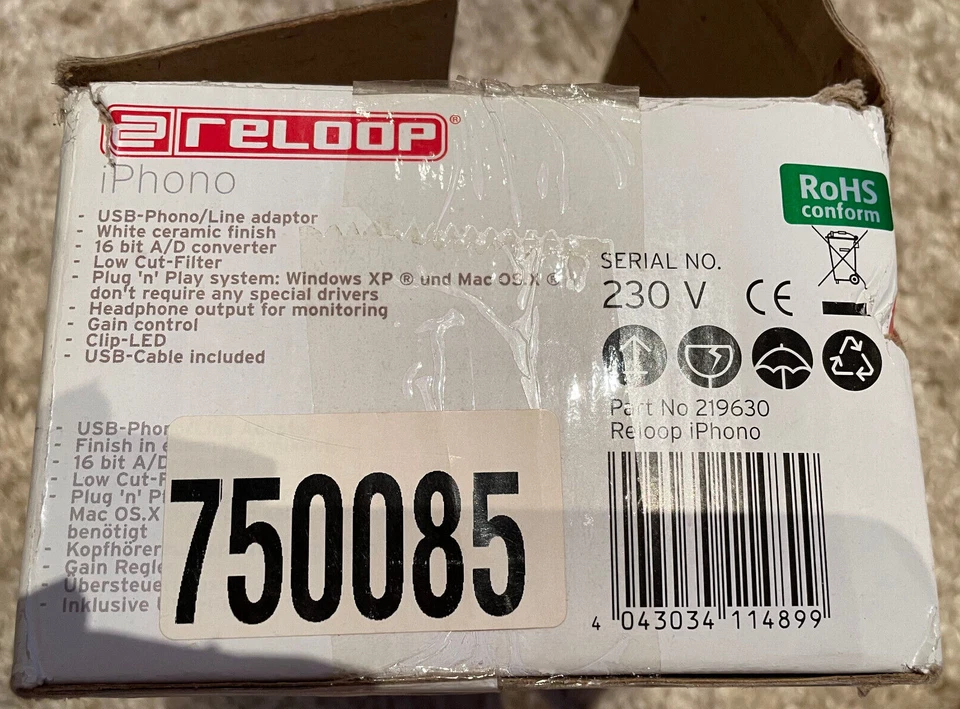 reloop®
iPhono
- USB-Phono/Line adaptor
- White ceramic finish
- 16 bit A/D converter
- Low Cut-Filter
- Plug 'n' Play system: Windows XP ® und Mac OS.X ®
don't require any special drivers
- Headphone output for monitoring
- Gain control
- Clip-LED
- USB-Cable included
RoHS
conform
SERIAL NO.
230 V CE
Part No 219630
Reloop iPhono
4 043034 114899
- USB-Phon
- Finish in
- 16 bit A/D
- Low Cut-F
- Plug 'n' Pl
Mac OS.X
benötigt
- Kopfhörer
- Gain Regle
- Übersteue
- Inklusive
750085